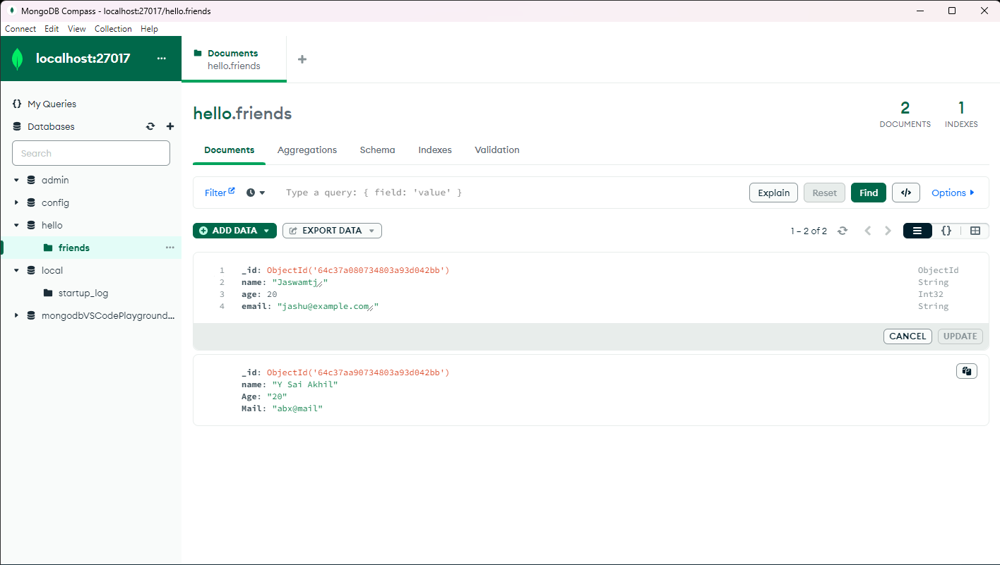 MongoDB Compass - localhost:27017/hello.friends
Connect Edit View Collection Help
localhost:27017 ...
Documents
hello.friends
+
{} My Queries
Databases
Search
admin
config
hello
friends ...
local
startup_log
mongodbVSCodePlayground...
hello.friends
2
DOCUMENTS
1
INDEXES
Documents Aggregations Schema Indexes Validation
Filter Type a query: { field: 'value' } Explain Reset Find </> Options
ADD DATA EXPORT DATA 1 – 2 of 2 {}
1 _id: ObjectId('64c37a080734803a93d042bb') ObjectId
2 name: "Jaswamtj" String
3 age: 20 Int32
4 email: "jashu@example.com" String
CANCEL UPDATE
_id: ObjectId('64c37aa90734803a93d042bb')
name: "Y Sai Akhil"
Age: "20"
Mail: "abx@mail"